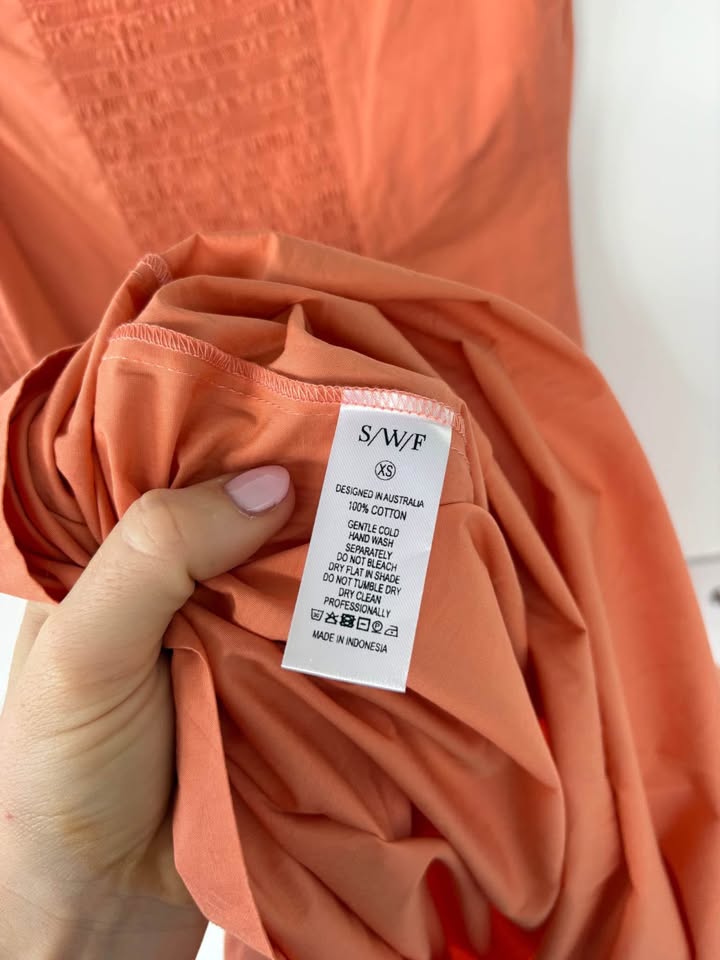 S/W/F
XS
DESIGNED IN AUSTRALIA
100% COTTON
GENTLE COLD
HAND WASH
SEPARATELY
DO NOT BLEACH
DRY FLAT IN SHADE
DO NOT TUMBLE DRY
DRY CLEAN
PROFESSIONALLY
MADE IN INDONESIA